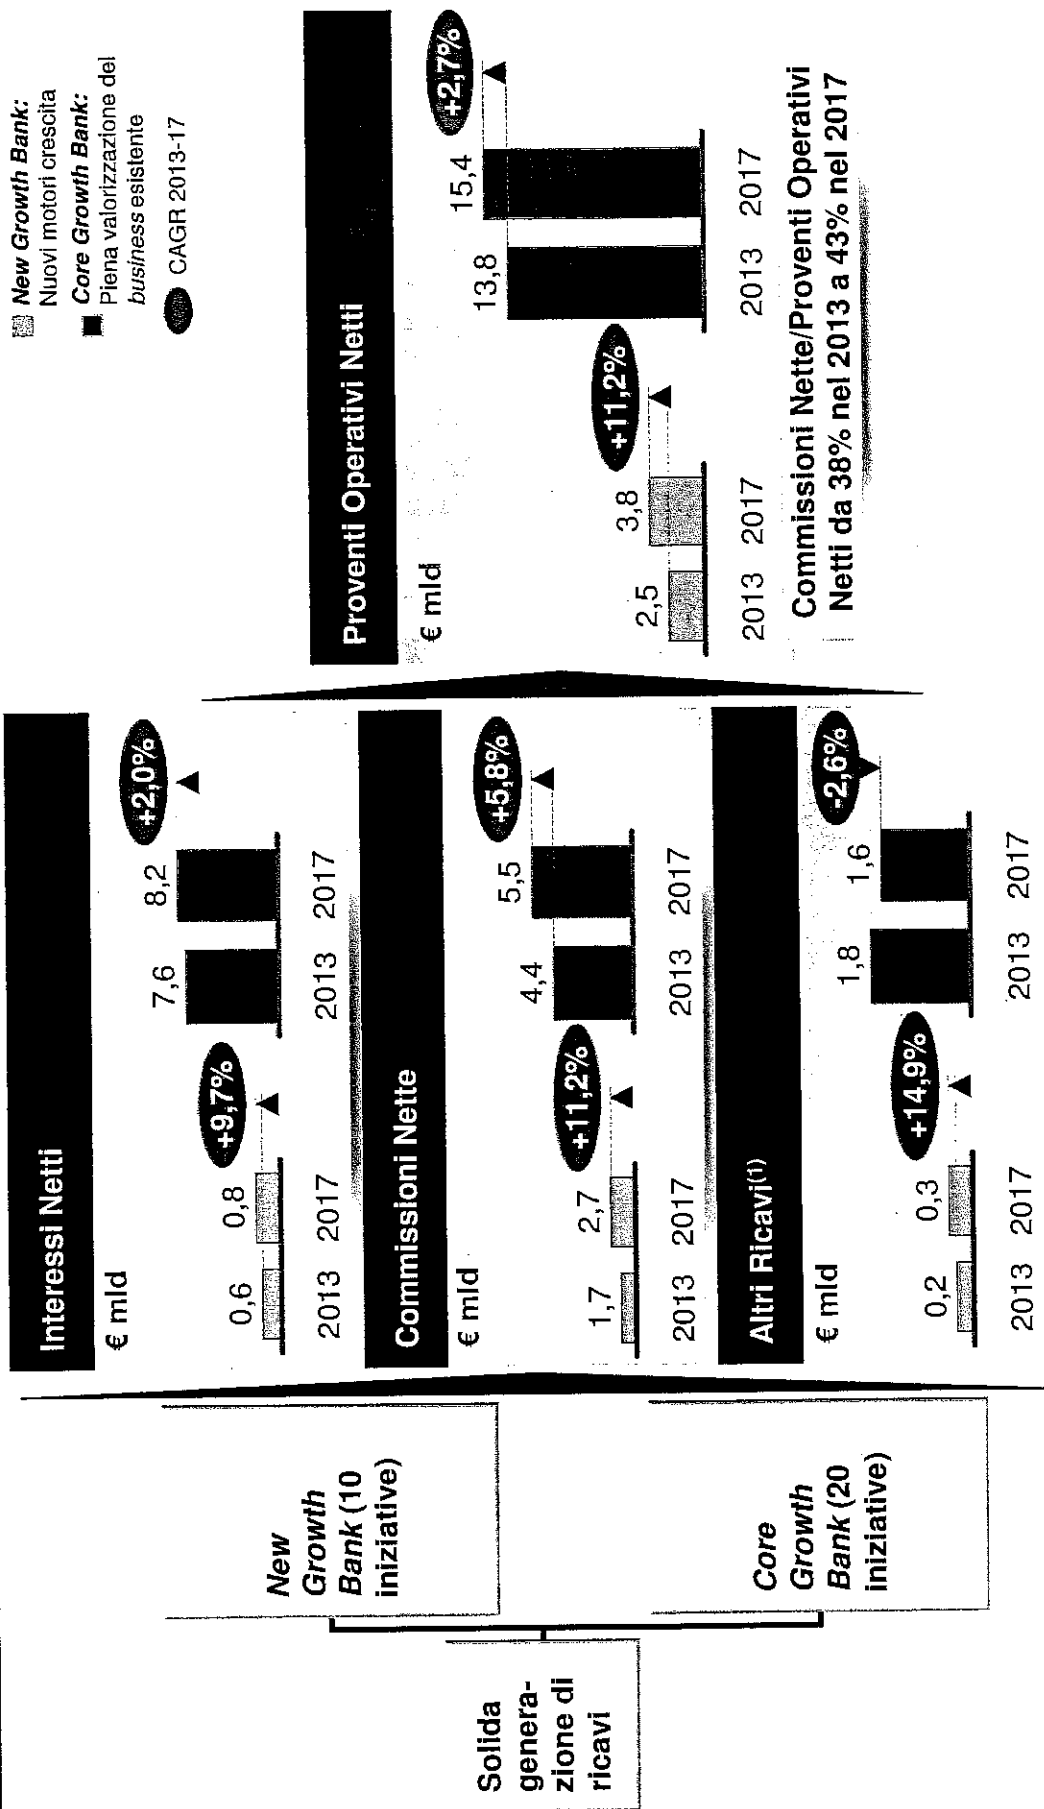 New Growth Bank:
Nuovi motori crescita
Core Growth Bank:
Piena valorizzazione del
business esistente
CAGR 2013-17
Solida
genera-
zione di
ricavi
New
Growth
Bank (10
iniziative)
Core
Growth
Bank (20
iniziative)
Interessi Netti
€ mld
+9,7%
+2,0%
0,6 0,8 7,6 8,2
2013 2017 2013 2017
Commissioni Nette
€ mld
+11,2%
+5,8%
1,7 2,7 4,4 5,5
2013 2017 2013 2017
Altri Ricavi(1)
€ mld
+14,9%
-2,6%
0,2 0,3 1,8 1,6
2013 2017 2013 2017
Proventi Operativi Netti
€ mld
+11,2%
+2,7%
2,5 3,8 13,8 15,4
2013 2017 2013 2017
Commissioni Nette/Proventi Operativi
Netti da 38% nel 2013 a 43% nel 2017